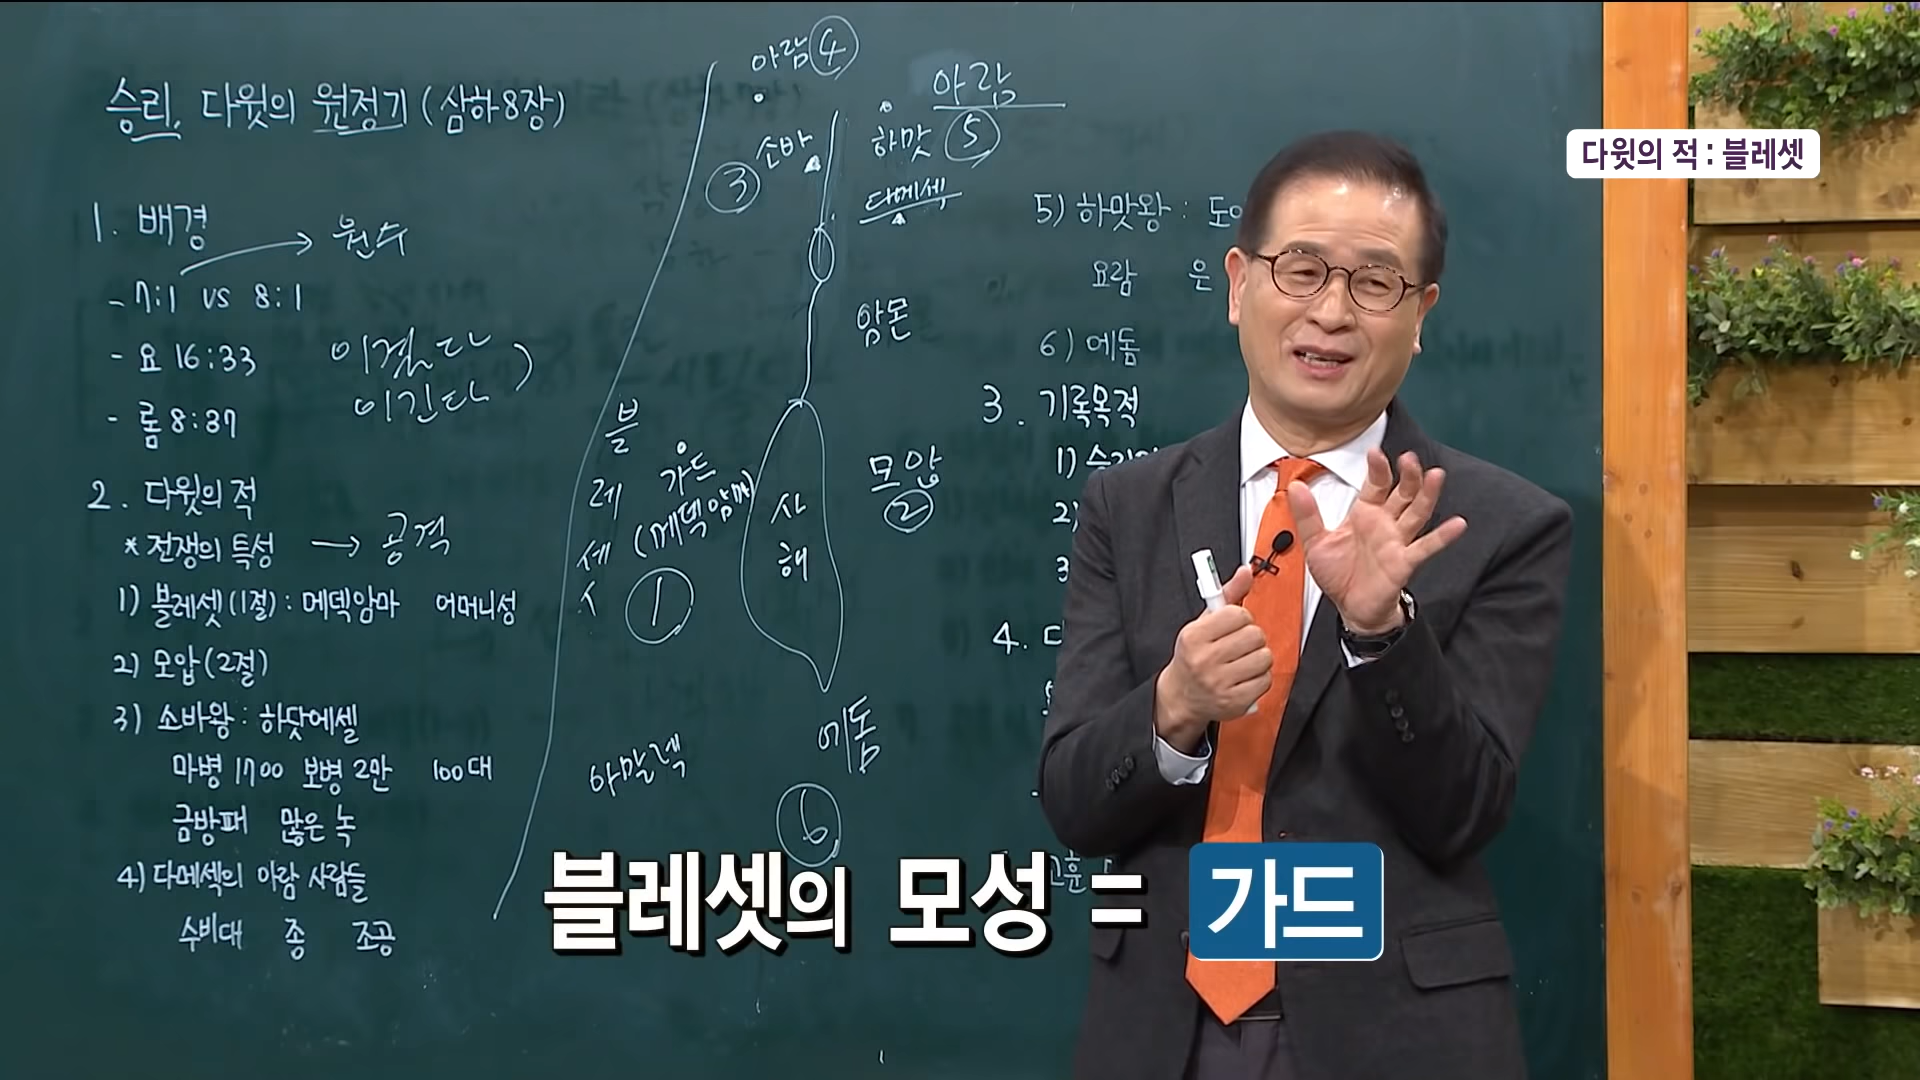 승리, 다윗의 원정기 (삼하 8장)
1. 배경 → 원수
- 7:1 vs 8:1
- 요 16:33 이겼다
- 롬 8:37 이긴다
2. 다윗의 적
* 전쟁의 특성 → 공격
1) 블레셋(1절) : 메덱암마 어머니성
2) 모압(2절)
3) 소바왕 : 하닷에셀
마병 1700 보병 2만 100대
금방패 많은 놋
4) 다메섹의 아람 사람들
수비대 종 조공
아람 ④
소바
③
아람
하맛 ⑤
다메섹
암몬
블레세
가드
(메덱암마)
①
사해
모압
②
아말렉
에돔
⑥
5) 하맛왕 :
요람 은
6) 에돔
3. 기록목적
1)
2)
3
4.
다윗의 적 : 블레셋
블레셋의 모성 = 가드